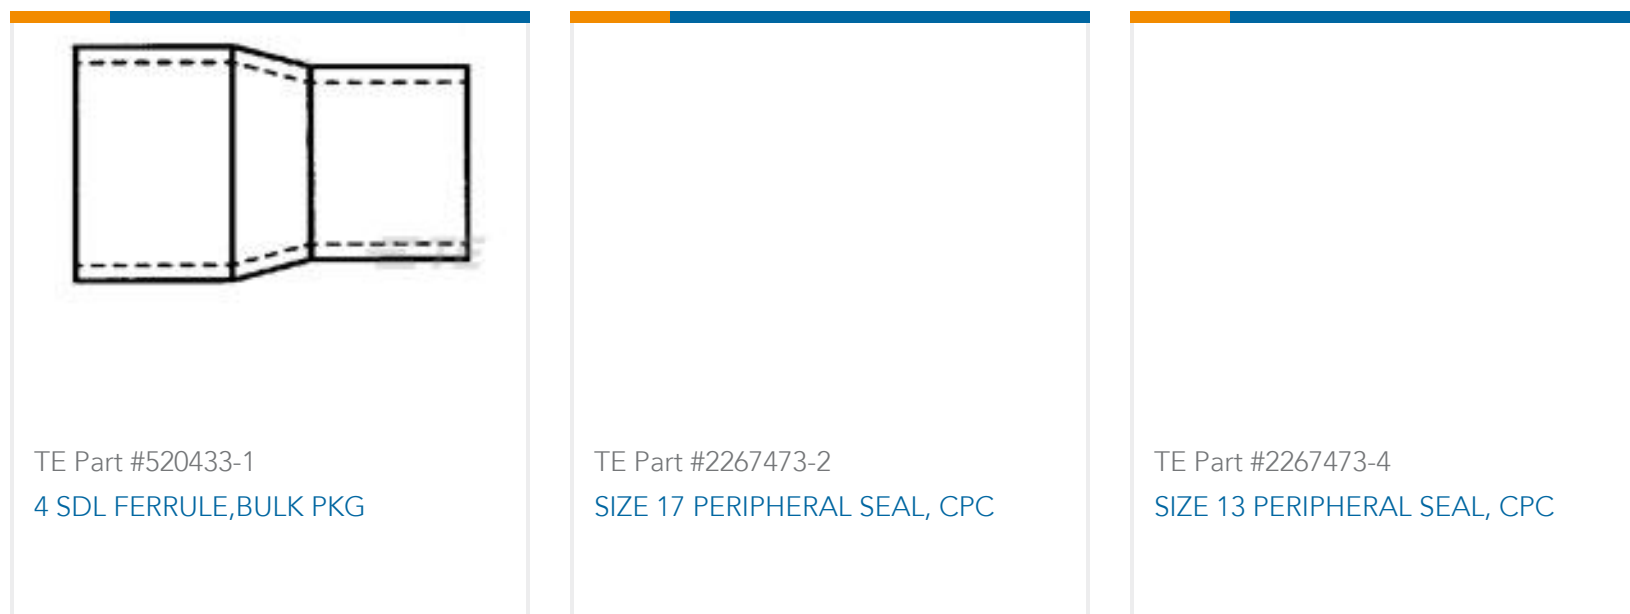 TE Part #520433-1
4 SDL FERRULE,BULK PKG
TE Part #2267473-2
SIZE 17 PERIPHERAL SEAL, CPC
TE Part #2267473-4
SIZE 13 PERIPHERAL SEAL, CPC